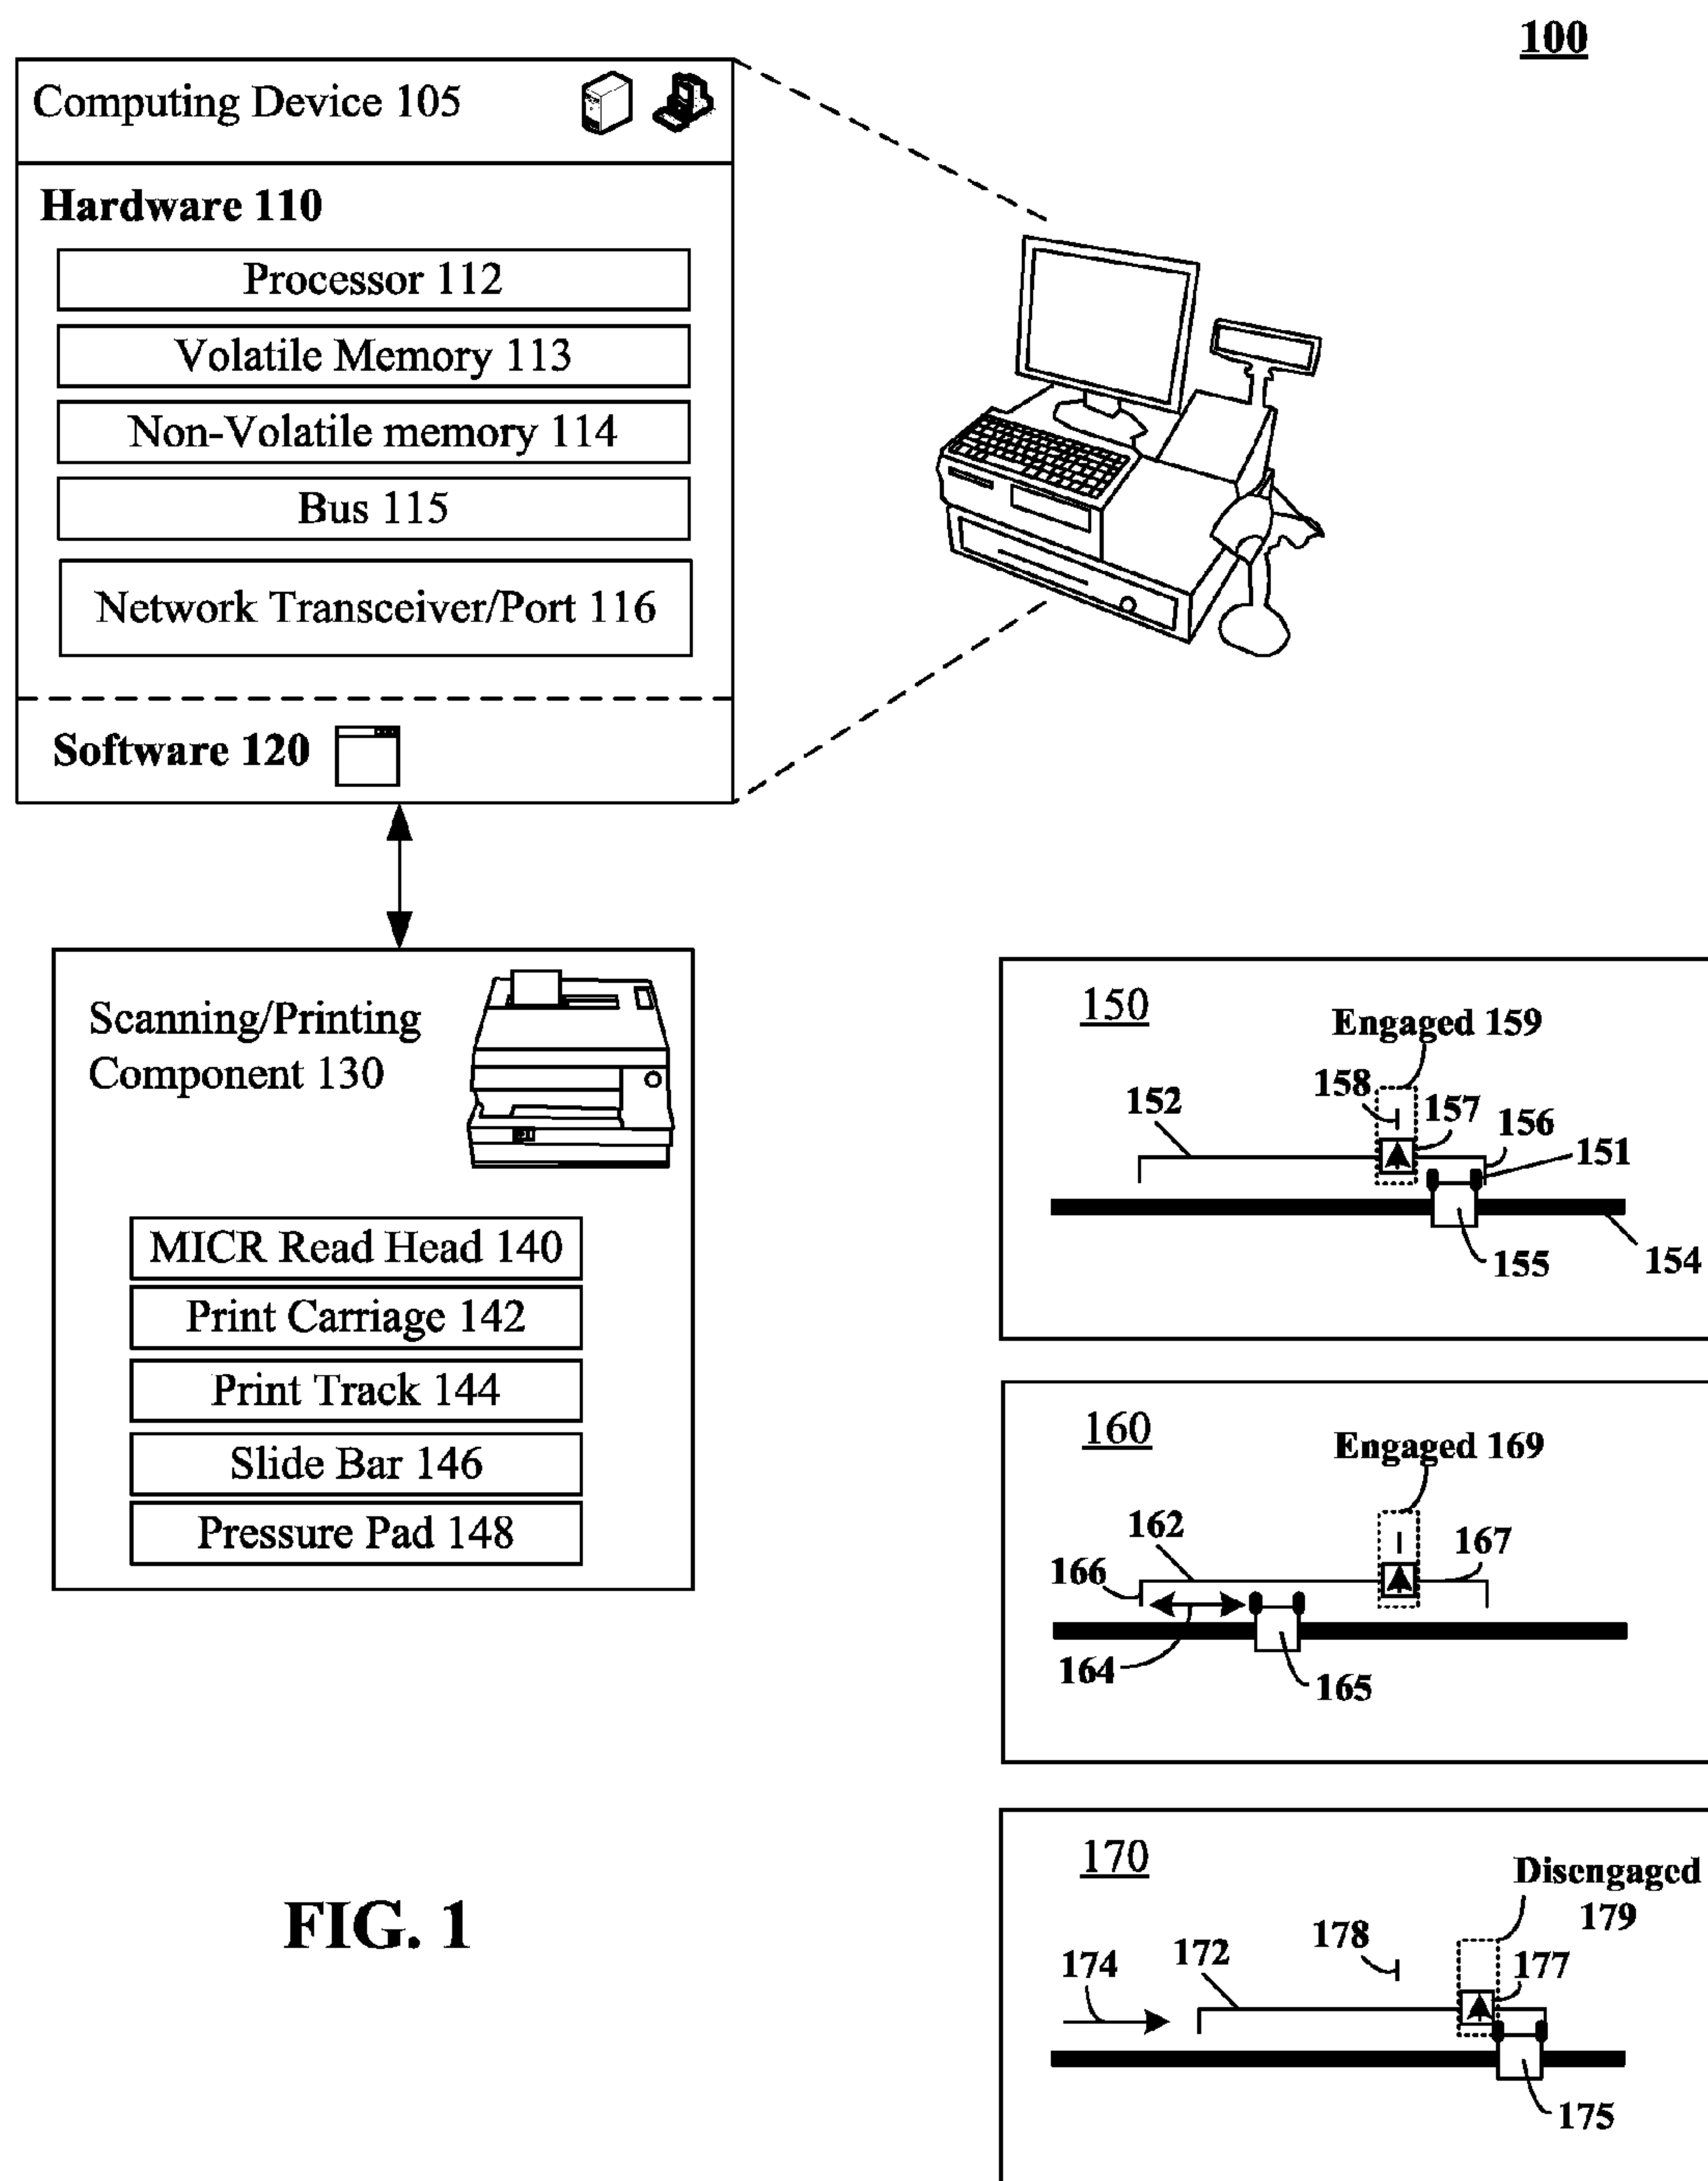 100
Computing Device 105
Hardware 110
Processor 112
Volatile Memory 113
Non-Volatile memory 114
Bus 115
Network Transceiver/Port 116
Software 120
Scanning/Printing
Component 130
MICR Read Head 140
Print Carriage 142
Print Track 144
Slide Bar 146
Pressure Pad 148
150
Engaged 159
158
157
152
156
151
155
154
160
Engaged 169
162
167
166
164
165
170
Disengaged
179
178
177
172
174
175
FIG. 1